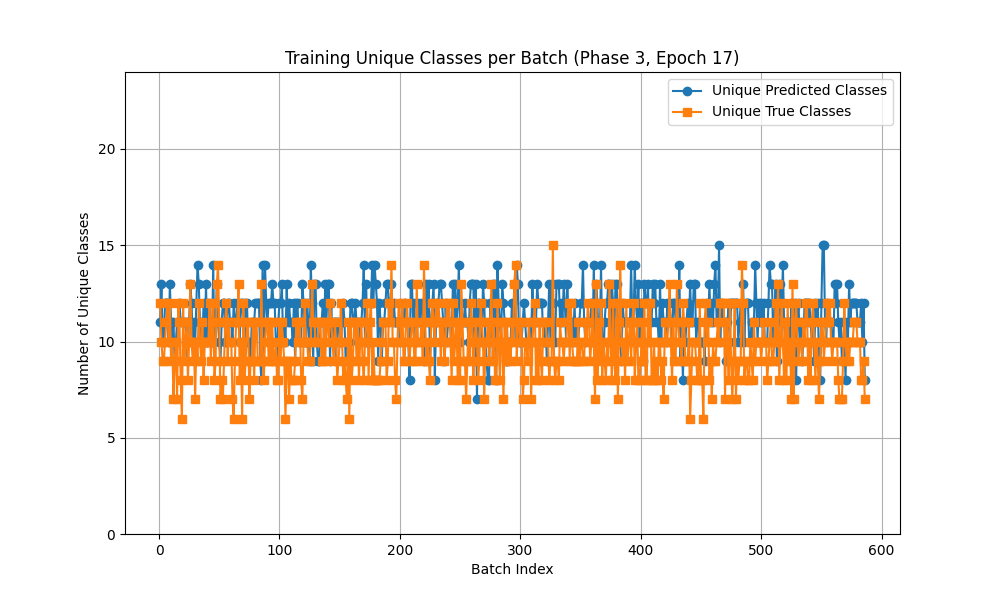 Training Unique Classes per Batch (Phase 3, Epoch 17)
Unique Predicted Classes
Unique True Classes
Number of Unique Classes
20
15
10
5
0
0 100 200 300 400 500 600
Batch Index